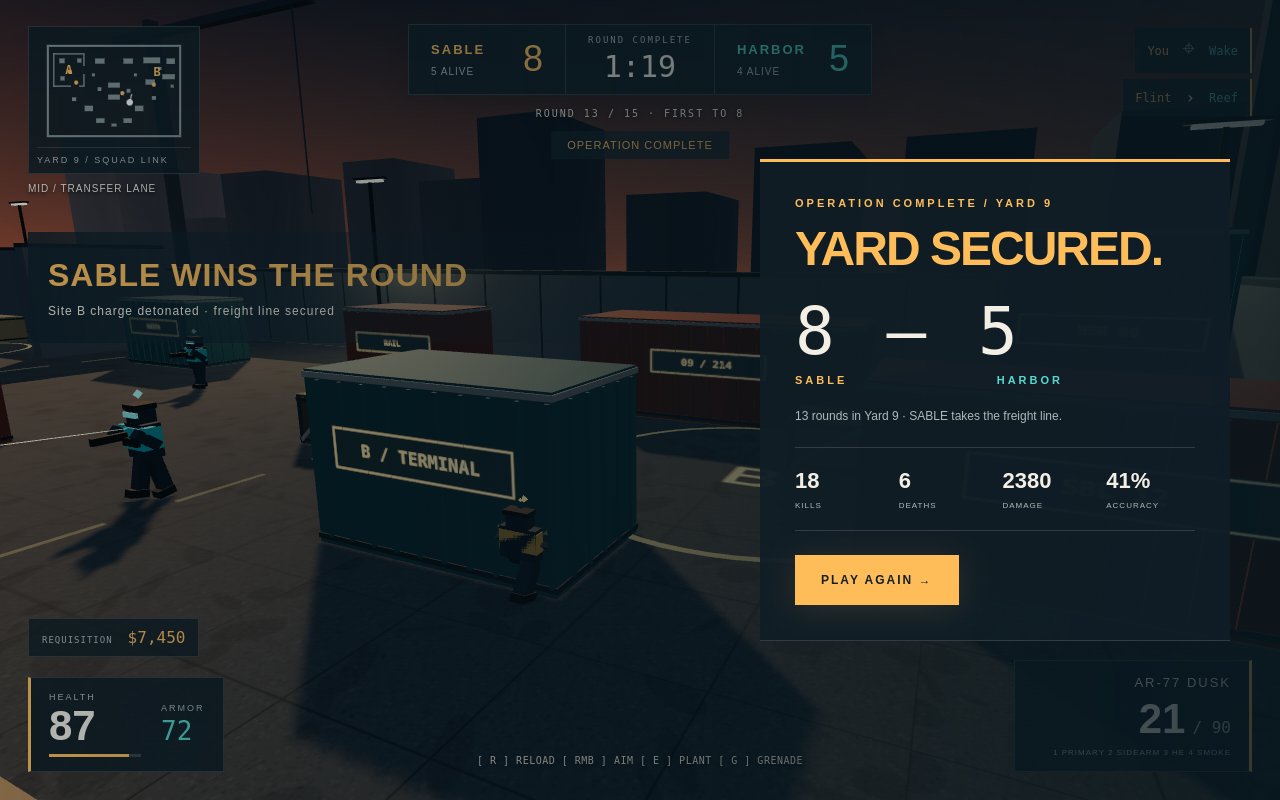 SABLE
5 ALIVE
8
ROUND COMPLETE
1:19
HARBOR
4 ALIVE
5
ROUND 13 / 15 · FIRST TO 8
OPERATION COMPLETE
You Wake
Flint › Reef
A
B
YARD 9 / SQUAD LINK
MID / TRANSFER LANE
SABLE WINS THE ROUND
Site B charge detonated · freight line secured
RAIL
09 / 214
B / TERMINAL
B
OPERATION COMPLETE / YARD 9
YARD SECURED.
8 — 5
SABLE HARBOR
13 rounds in Yard 9 · SABLE takes the freight line.
18 6 2380 41%
KILLS DEATHS DAMAGE ACCURACY
PLAY AGAIN →
REQUISITION $7,450
HEALTH
87
ARMOR
72
[ R ] RELOAD [ RMB ] AIM [ E ] PLANT [ G ] GRENADE
AR-77 DUSK
21 / 90
1 PRIMARY 2 SIDEARM 3 HE 4 SMOKE